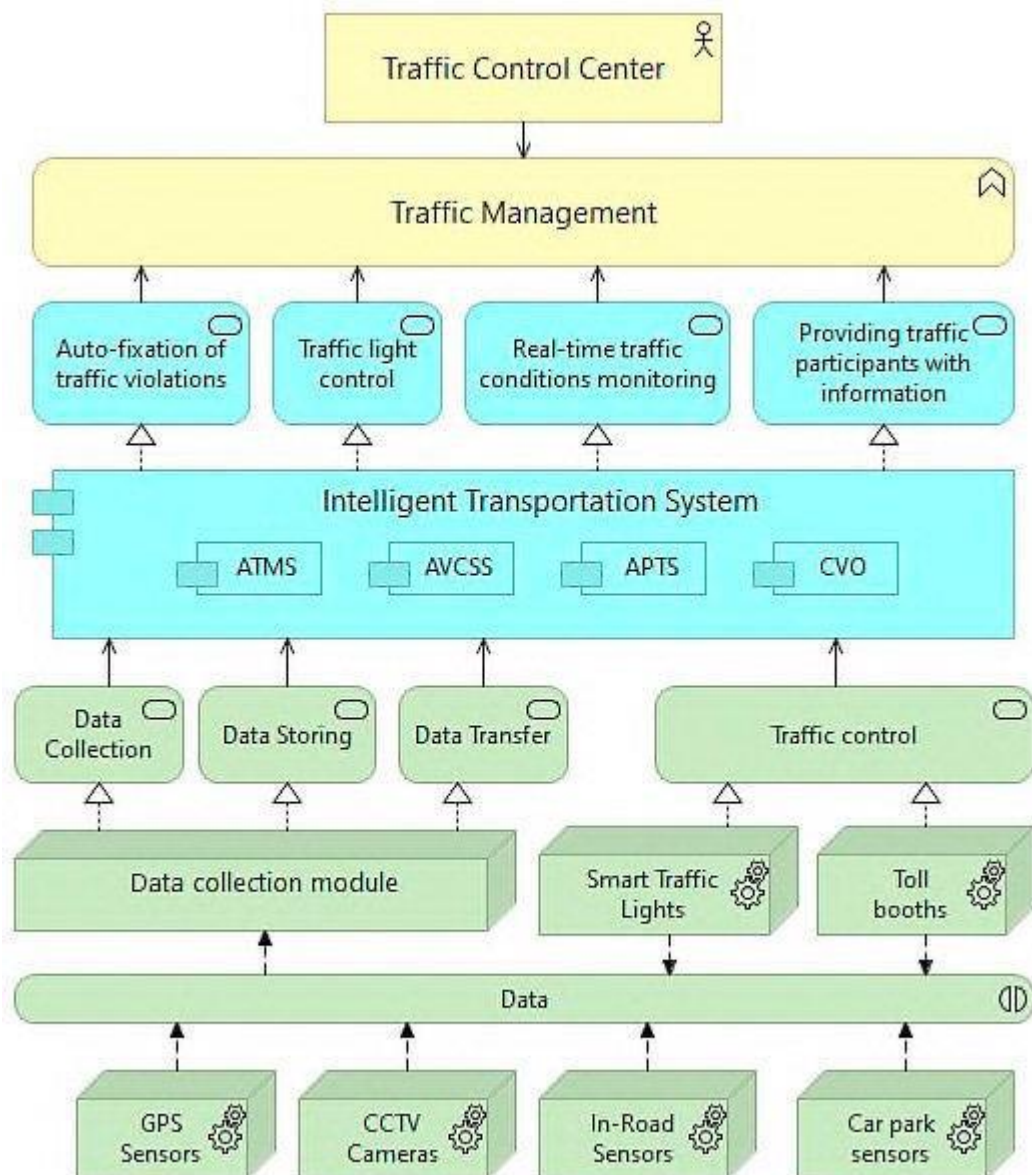 Traffic Control Center
Traffic Management
Auto-fixation of
traffic violations
Traffic light
control
Real-time traffic
conditions monitoring
Providing traffic
participants with
information
Intelligent Transportation System
ATMS
AVCSS
APTS
CVO
Data
Collection
Data Storing
Data Transfer
Traffic control
Data collection module
Smart Traffic
Lights
Toll
booths
Data
GPS
Sensors
CCTV
Cameras
In-Road
Sensors
Car park
sensors